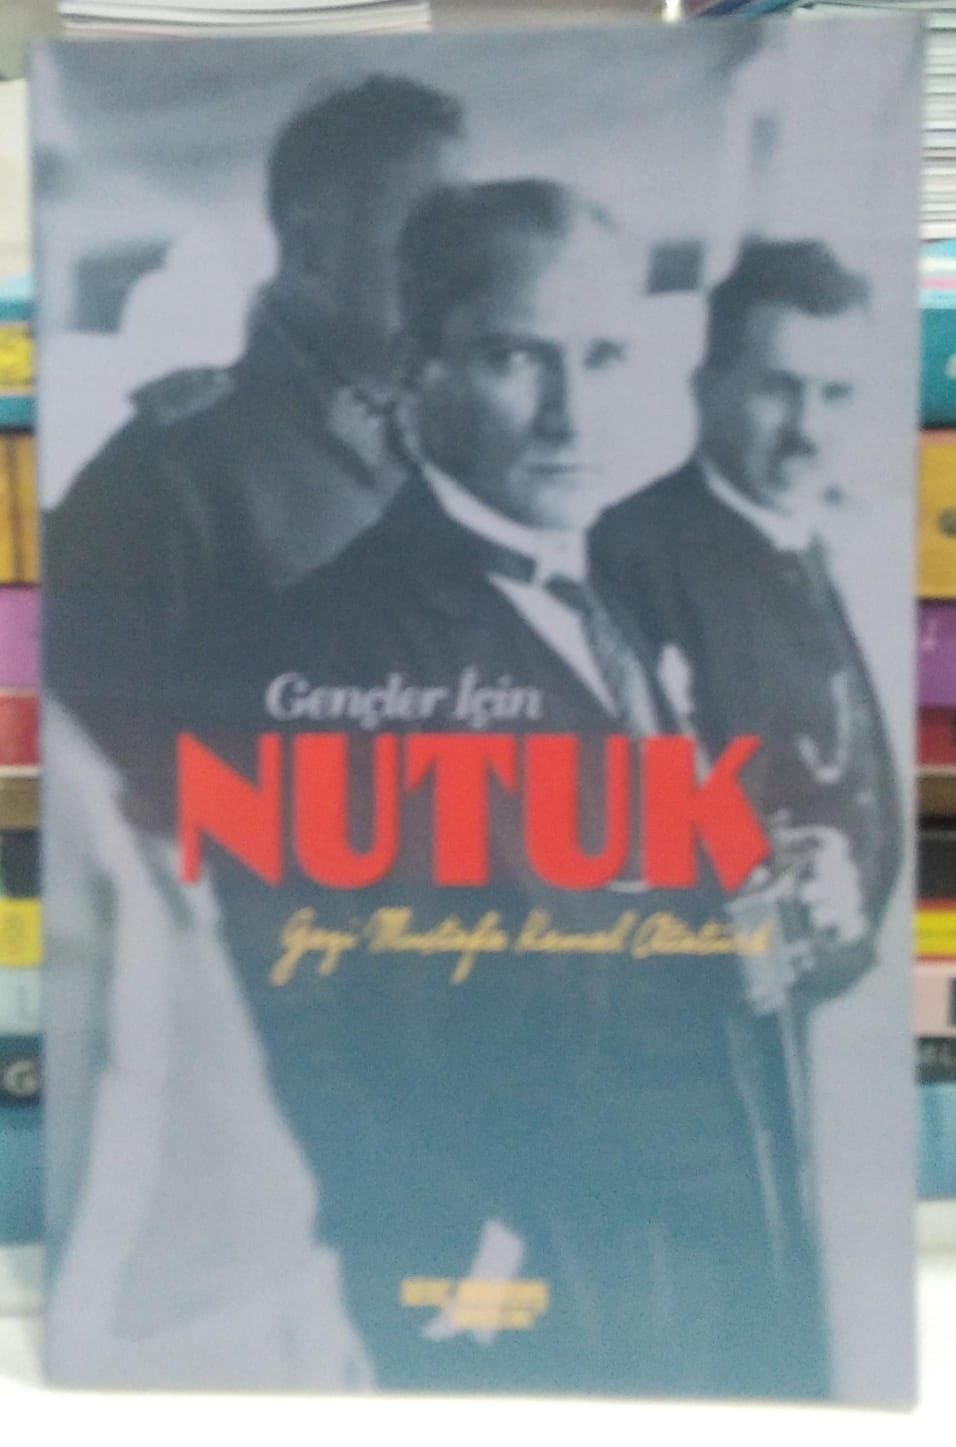 Gençler İçin
NUTUK
Gazi Mustafa Kemal Atatürk